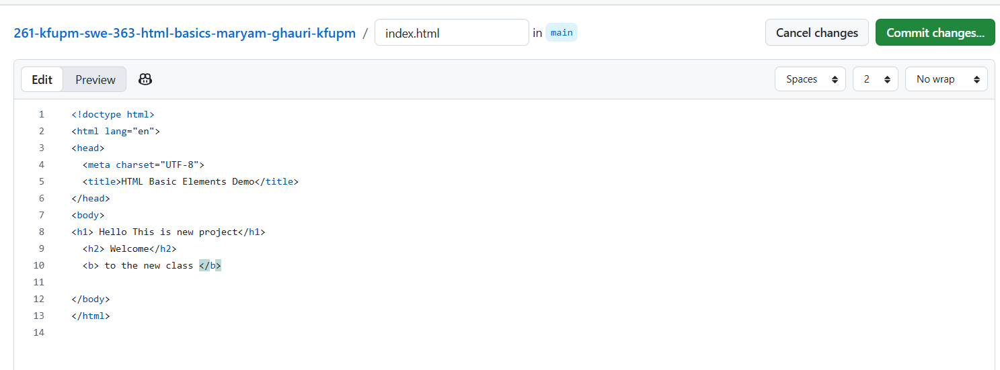 261-kfupm-swe-363-html-basics-maryam-ghauri-kfupm / index.html in main Cancel changes Commit changes...
Edit Preview Spaces 2 No wrap
1 <!doctype html>
2 <html lang="en">
3 <head>
4   <meta charset="UTF-8">
5   <title>HTML Basic Elements Demo</title>
6 </head>
7 <body>
8 <h1> Hello This is new project</h1>
9   <h2> Welcome</h2>
10   <b> to the new class </b>
11
12 </body>
13 </html>
14